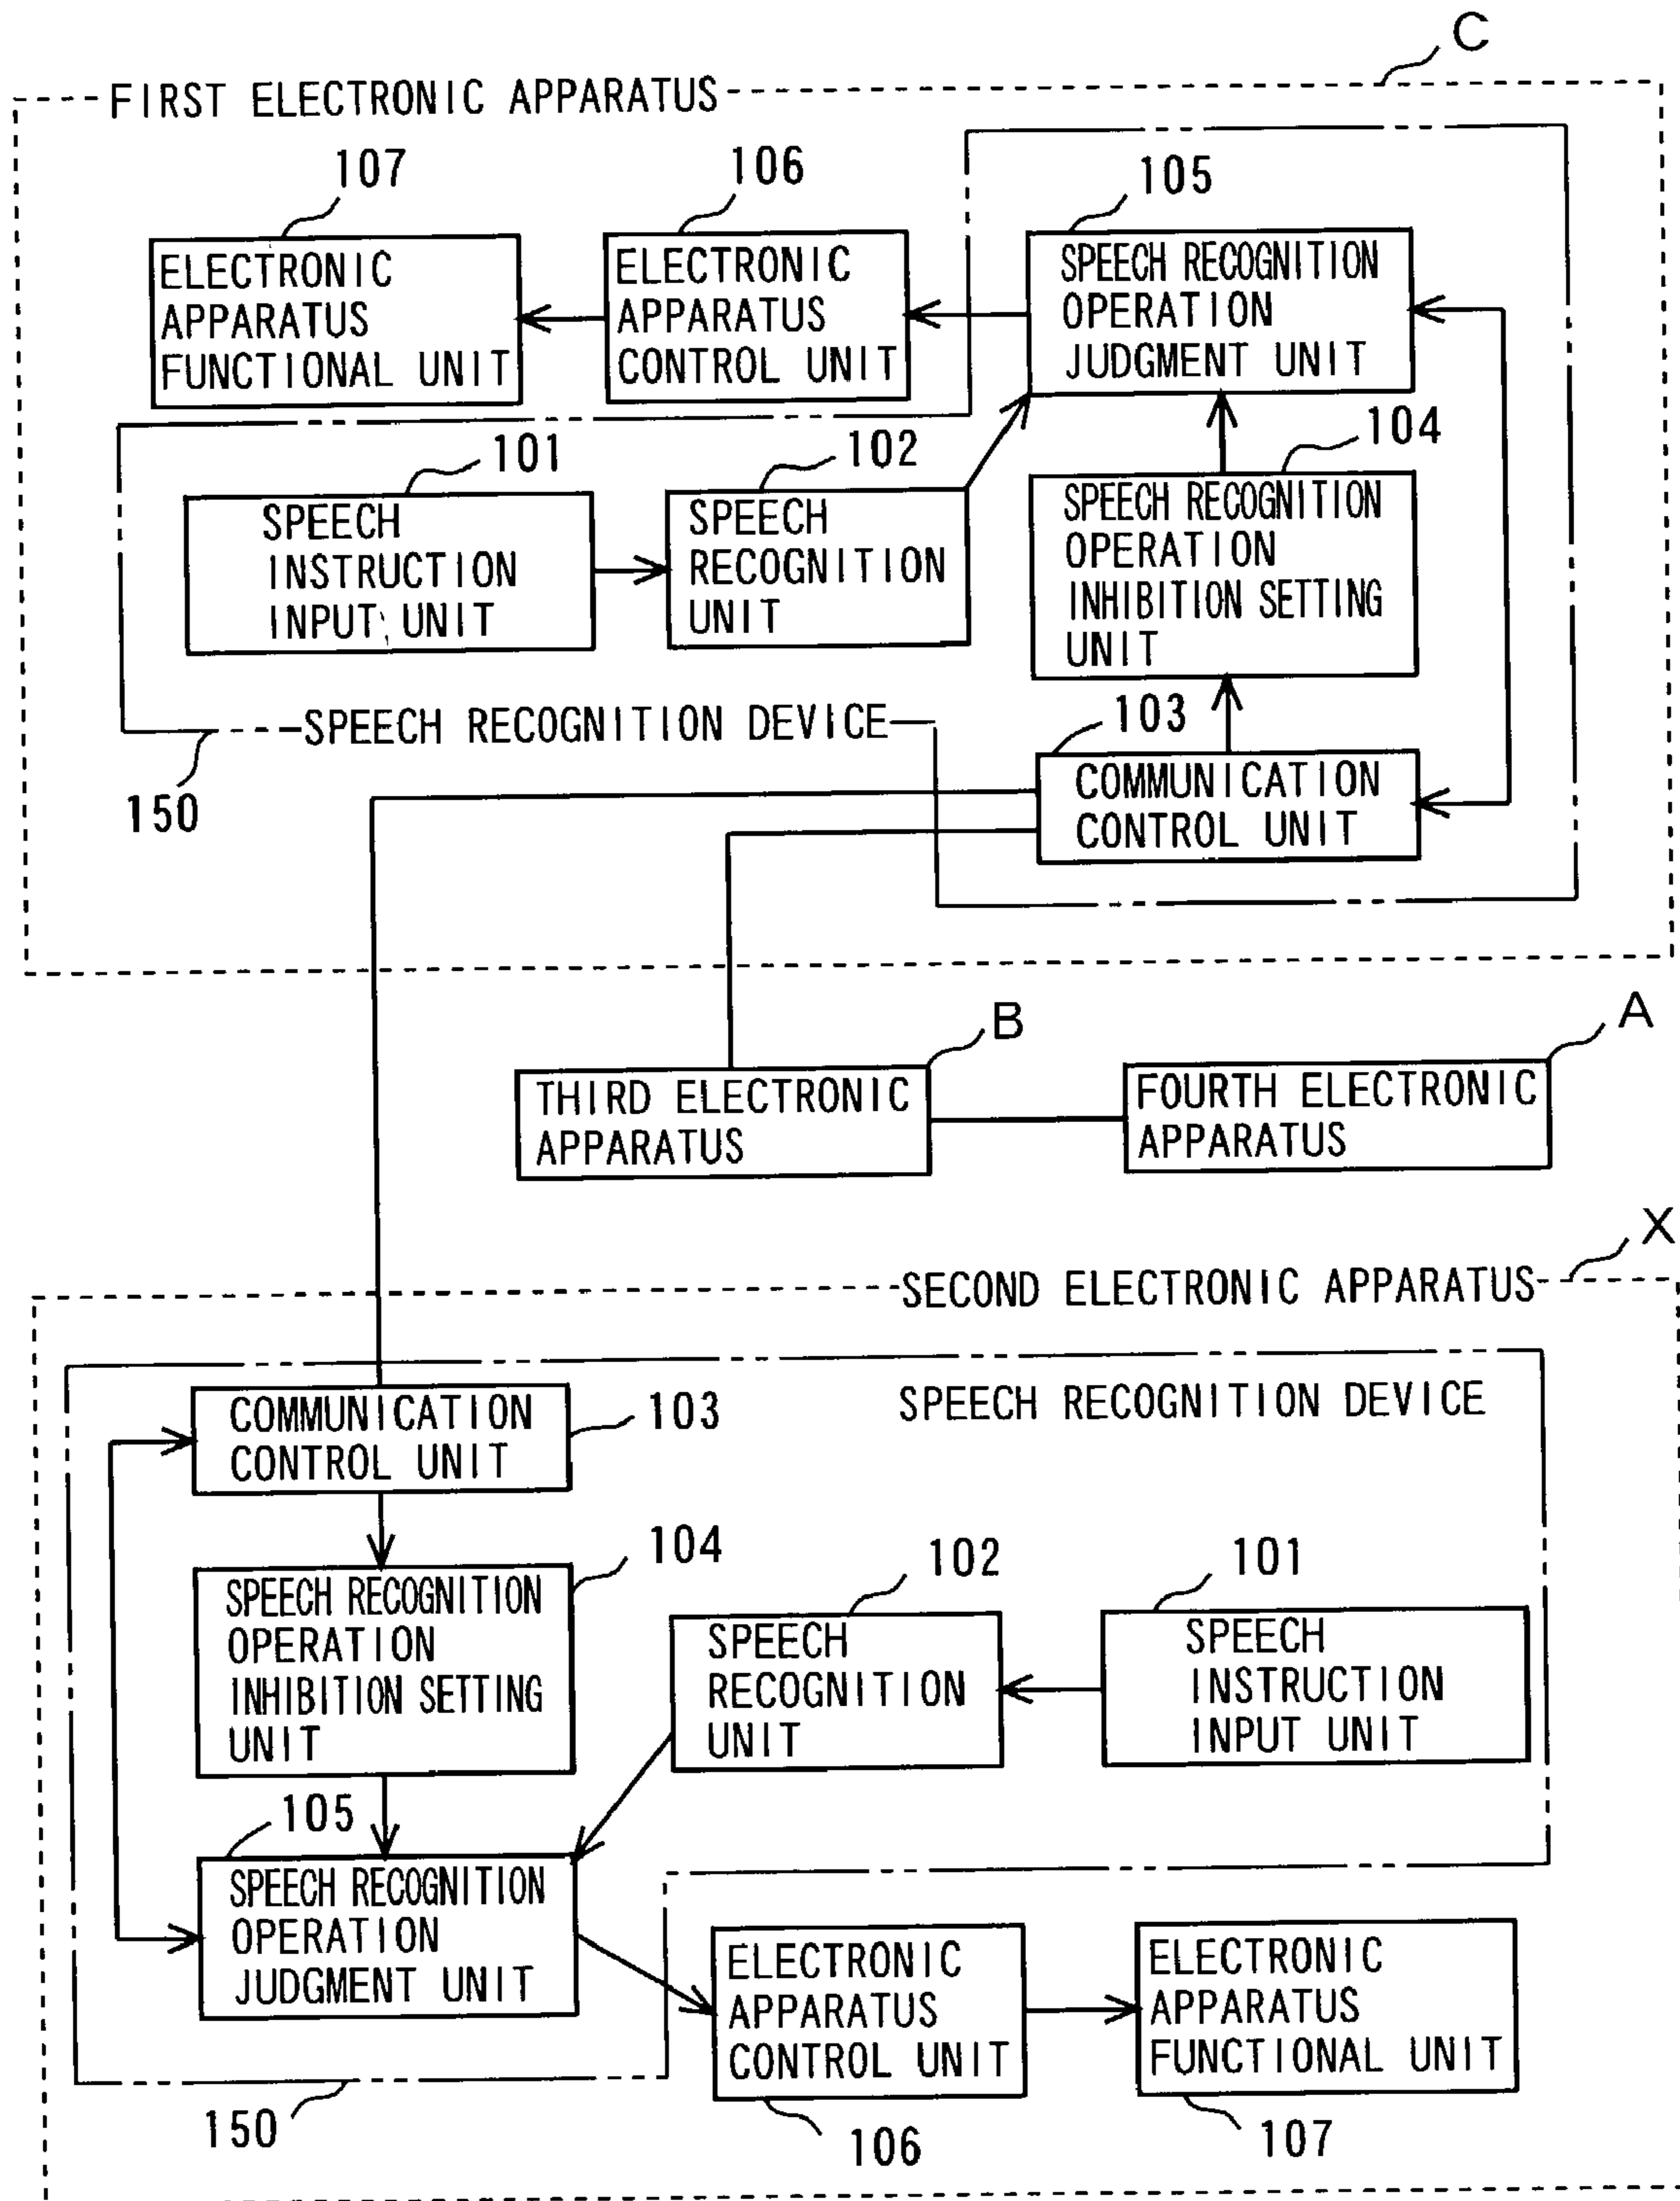 C
FIRST ELECTRONIC APPARATUS
107
106
105
ELECTRONIC
APPARATUS
FUNCTIONAL UNIT
ELECTRONIC
APPARATUS
CONTROL UNIT
SPEECH RECOGNITION
OPERATION
JUDGMENT UNIT
101
102
104
SPEECH
INSTRUCTION
INPUT UNIT
SPEECH
RECOGNITION
UNIT
SPEECH RECOGNITION
OPERATION
INHIBITION SETTING
UNIT
SPEECH RECOGNITION DEVICE
150
103
COMMUNICATION
CONTROL UNIT
B
A
THIRD ELECTRONIC
APPARATUS
FOURTH ELECTRONIC
APPARATUS
X
SECOND ELECTRONIC APPARATUS
SPEECH RECOGNITION DEVICE
COMMUNICATION
CONTROL UNIT
103
104
102
101
SPEECH RECOGNITION
OPERATION
INHIBITION SETTING
UNIT
SPEECH
RECOGNITION
UNIT
SPEECH
INSTRUCTION
INPUT UNIT
105
SPEECH RECOGNITION
OPERATION
JUDGMENT UNIT
ELECTRONIC
APPARATUS
CONTROL UNIT
ELECTRONIC
APPARATUS
FUNCTIONAL UNIT
150
106
107